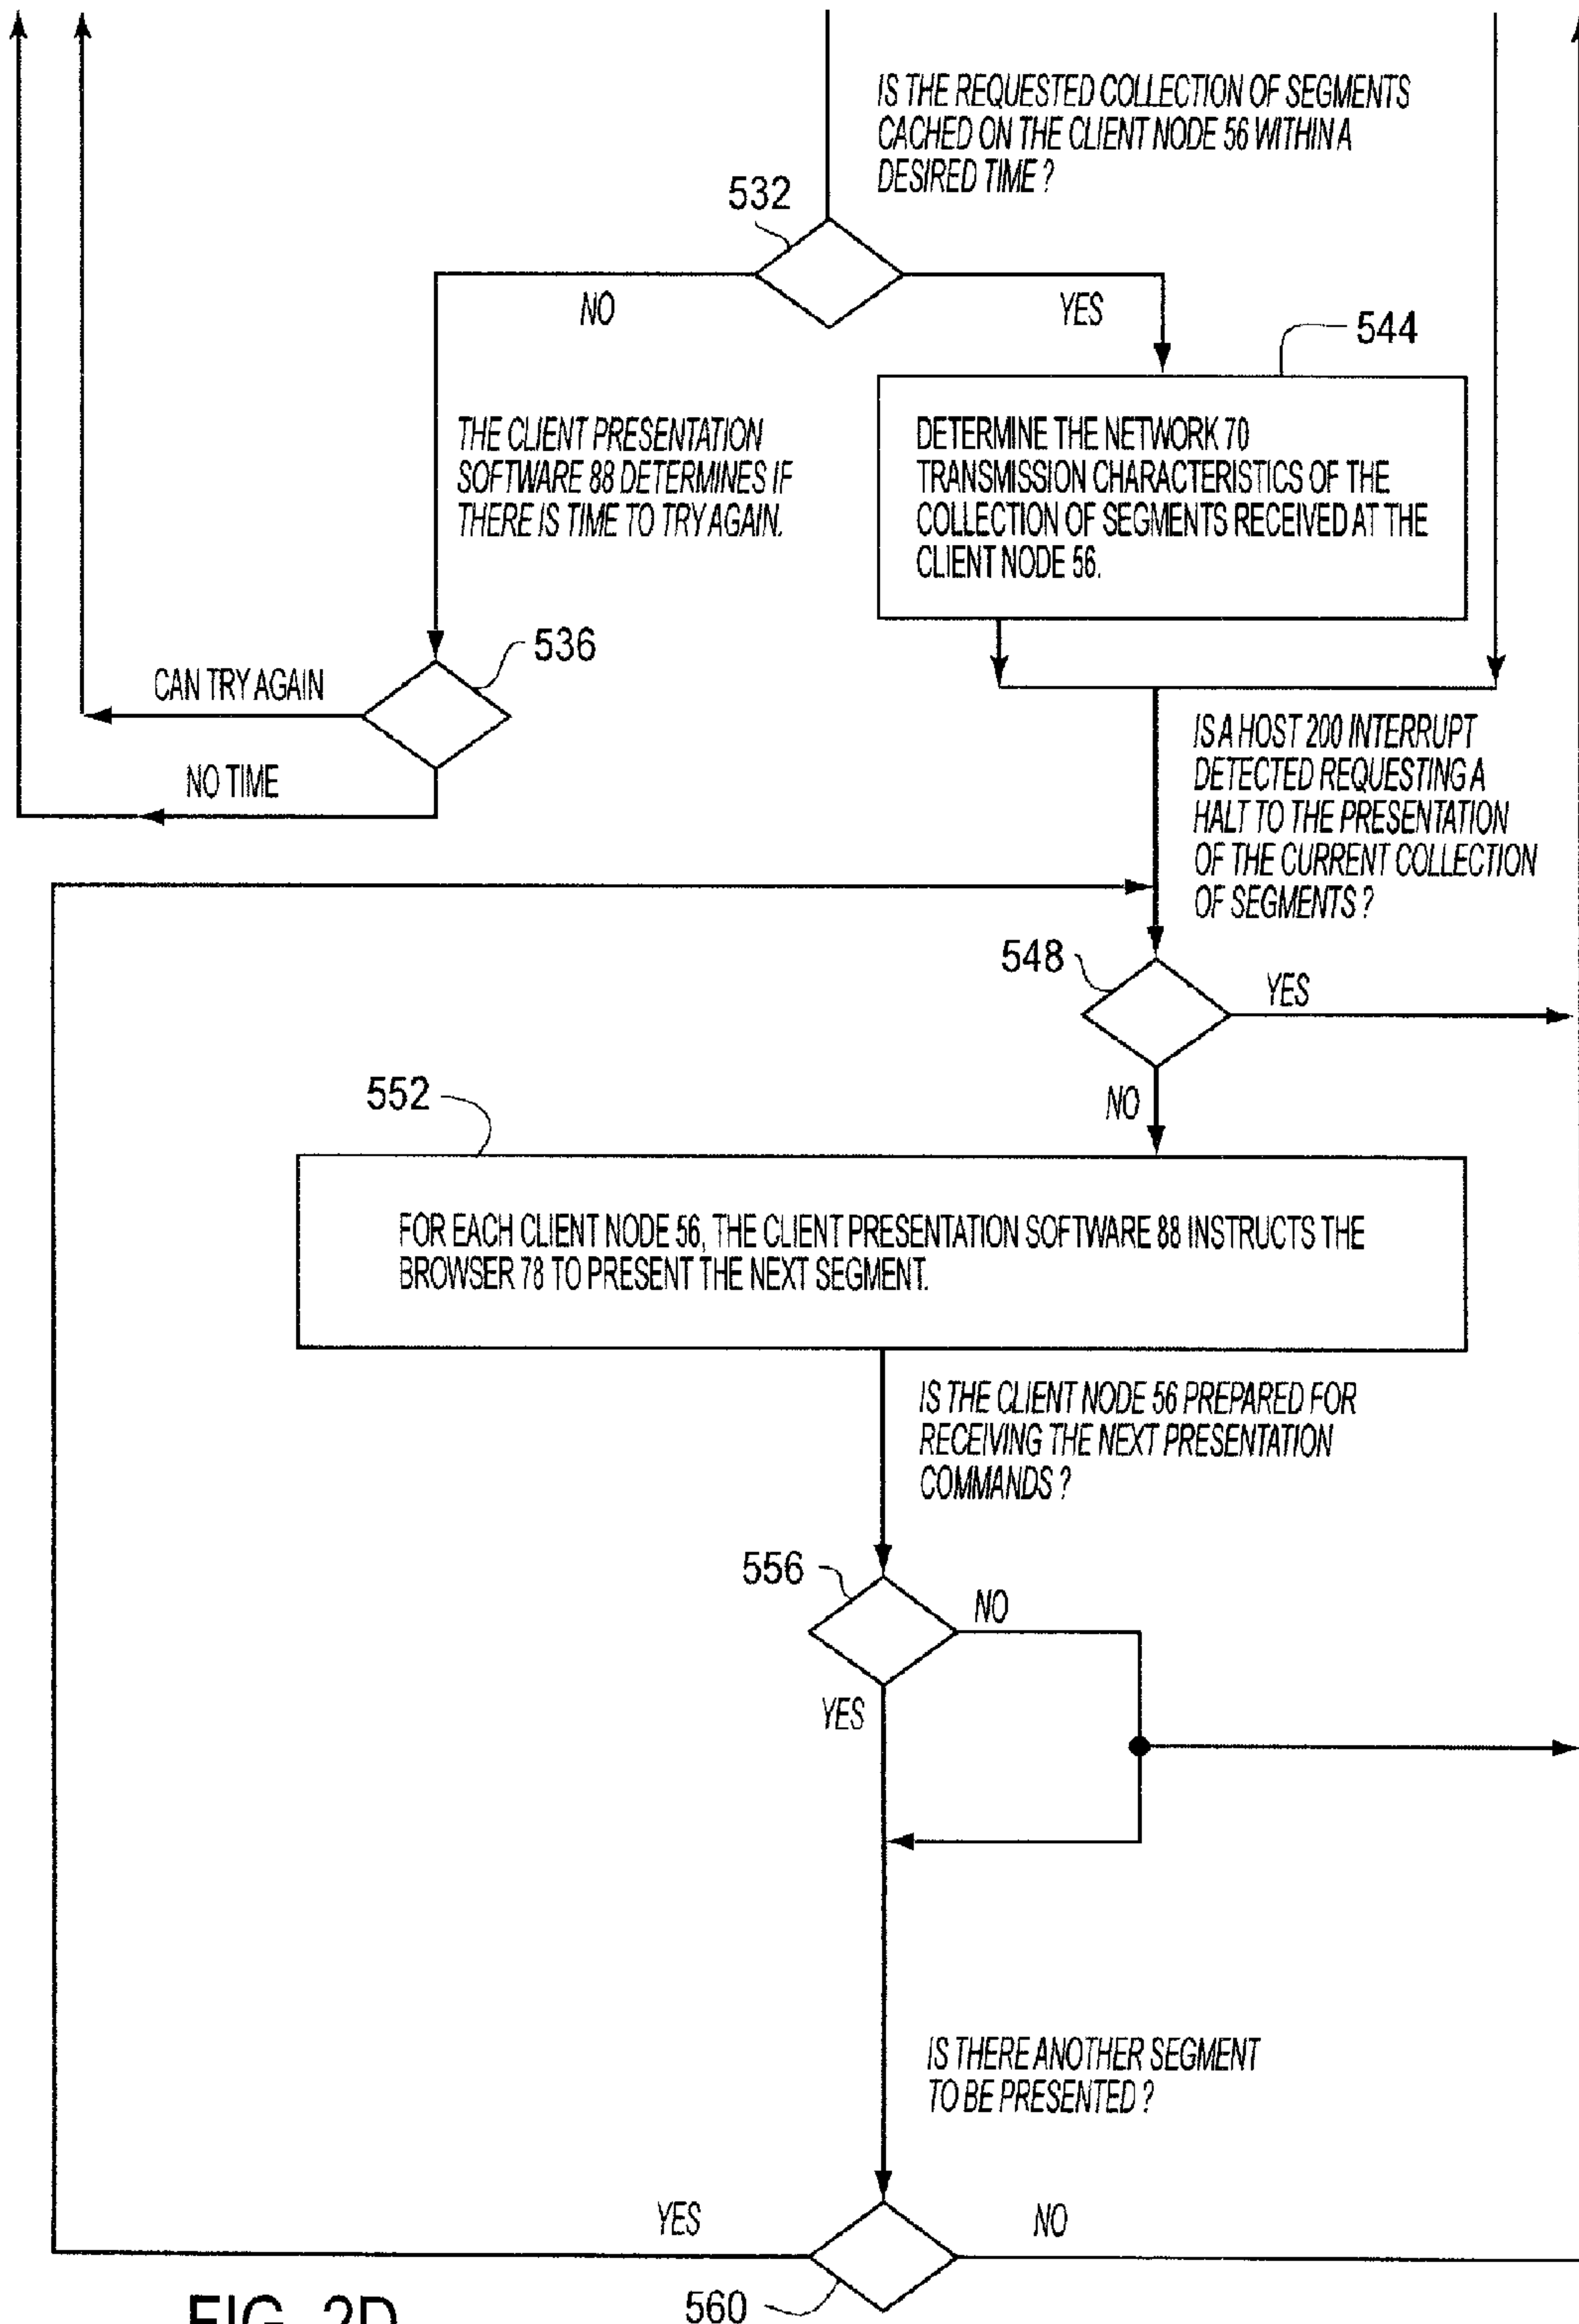 IS THE REQUESTED COLLECTION OF SEGMENTS
CACHED ON THE CLIENT NODE 56 WITHIN A
DESIRED TIME ?
532
NO
YES
544
THE CLIENT PRESENTATION
SOFTWARE 88 DETERMINES IF
THERE IS TIME TO TRY AGAIN.
DETERMINE THE NETWORK 70
TRANSMISSION CHARACTERISTICS OF THE
COLLECTION OF SEGMENTS RECEIVED AT THE
CLIENT NODE 56.
536
CAN TRY AGAIN
NO TIME
IS A HOST 200 INTERRUPT
DETECTED REQUESTING A
HALT TO THE PRESENTATION
OF THE CURRENT COLLECTION
OF SEGMENTS ?
548
YES
NO
552
FOR EACH CLIENT NODE 56, THE CLIENT PRESENTATION SOFTWARE 88 INSTRUCTS THE
BROWSER 78 TO PRESENT THE NEXT SEGMENT.
IS THE CLIENT NODE 56 PREPARED FOR
RECEIVING THE NEXT PRESENTATION
COMMANDS ?
556
NO
YES
IS THERE ANOTHER SEGMENT
TO BE PRESENTED ?
YES
NO
560
FIG. 2D